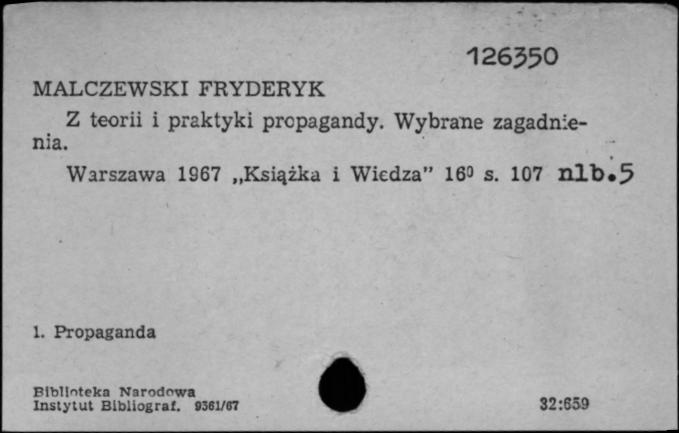 126350
MALCZEWSKI FRYDERYK
Z teorii i praktyki propagandy. Wybrane zagadnie-
nia.
Warszawa 1967 „Książka i Wiedza” 16⁰ s. 107 nlb.5
1. Propaganda
Biblioteka Narodowa
Instytut Bibliograf. 9361/67
32:659